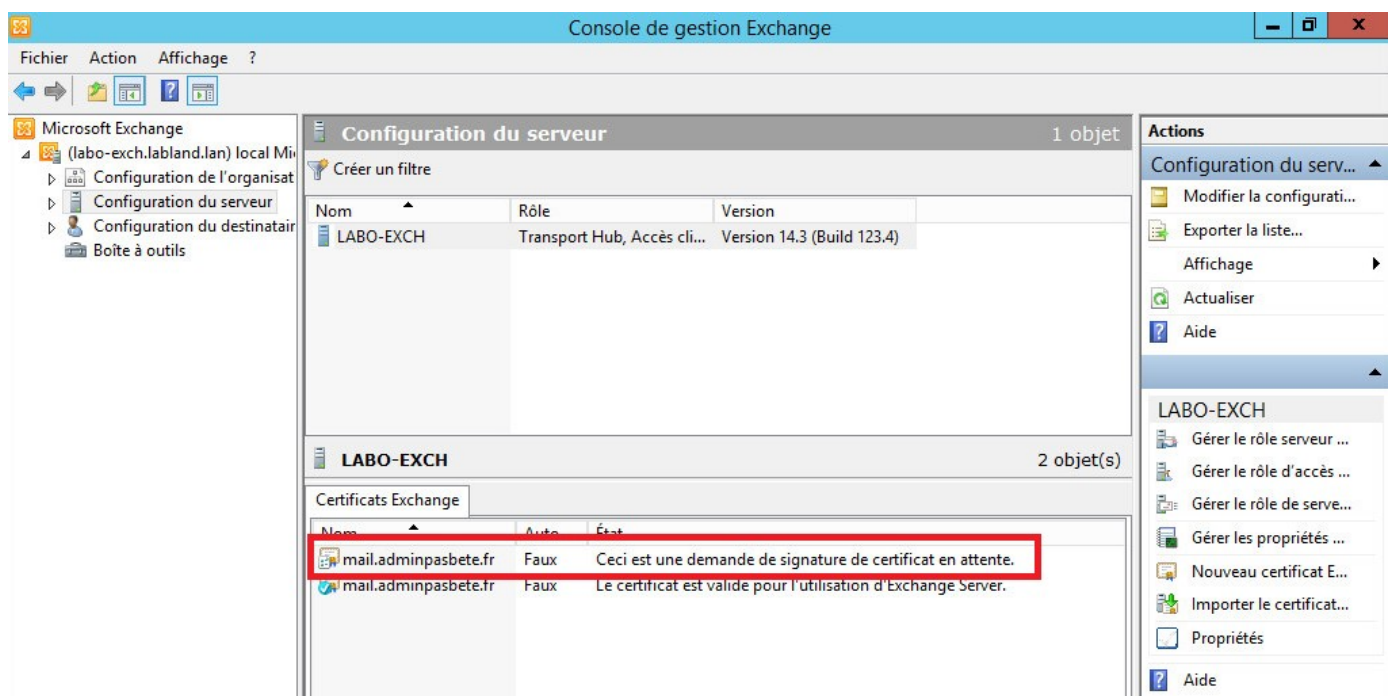 Console de gestion Exchange
Fichier Action Affichage ?
Microsoft Exchange
(labo-exch.labland.lan) local Mi
Configuration de l'organisat
Configuration du serveur
Configuration du destinatair
Boîte à outils
Configuration du serveur 1 objet
Créer un filtre
Nom Rôle Version
LABO-EXCH Transport Hub, Accès cli... Version 14.3 (Build 123.4)
LABO-EXCH 2 objet(s)
Certificats Exchange
Nom Auto État
mail.adminpasbete.fr Faux Ceci est une demande de signature de certificat en attente.
mail.adminpasbete.fr Faux Le certificat est valide pour l'utilisation d'Exchange Server.
Actions
Configuration du serv...
Modifier la configurati...
Exporter la liste...
Affichage
Actualiser
Aide
LABO-EXCH
Gérer le rôle serveur ...
Gérer le rôle d'accès ...
Gérer le rôle de serve...
Gérer les propriétés ...
Nouveau certificat E...
Importer le certificat...
Propriétés
Aide